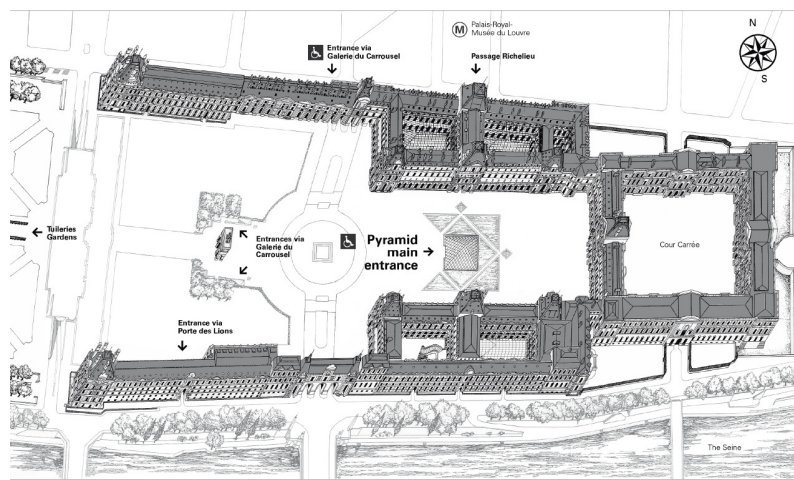 M
Palais-Royal-
Musée du Louvre
N
S
Entrance via
Galerie du Carrousel
Passage Richelieu
Tuileries
Gardens
Entrances via
Galerie du
Carrousel
Pyramid
main
entrance
Cour Carrée
Entrance via
Porte des Lions
The Seine